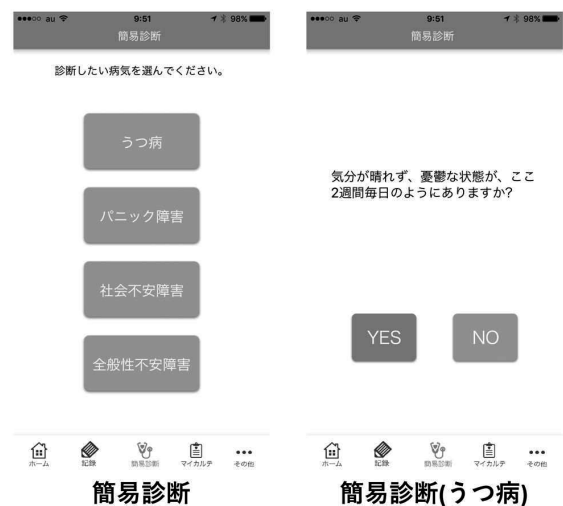 au 9:51 98%
簡易診断
診断したい病気を選んでください。
うつ病
パニック障害
社会不安障害
全般性不安障害
ホーム 記録 簡易診断 マイカルテ その他
簡易診断
au 9:51 98%
簡易診断
気分が晴れず、憂鬱な状態が、ここ
2週間毎日のようにありますか?
YES NO
ホーム 記録 簡易診断 マイカルテ その他
簡易診断(うつ病)